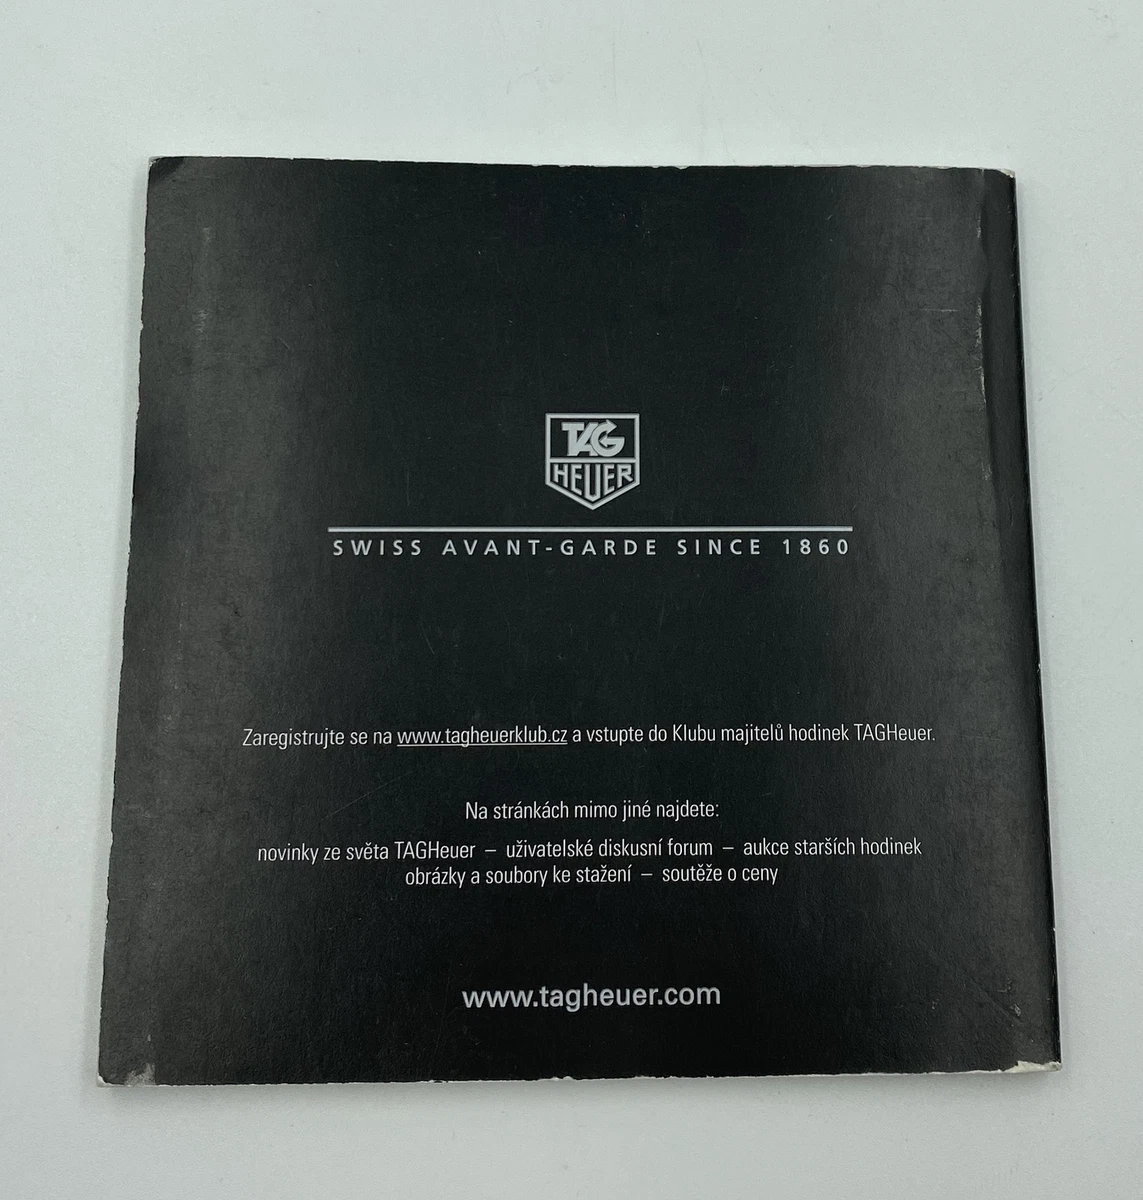 TAG
HEUER
SWISS AVANT-GARDE SINCE 1860
Zaregistrujte se na www.tagheuerklub.cz a vstupte do Klubu majitelů hodinek TAGHeuer.
Na stránkách mimo jiné najdete:
novinky ze světa TAGHeuer – uživatelské diskusní forum – aukce starších hodinek
obrázky a soubory ke stažení – soutěže o ceny
www.tagheuer.com